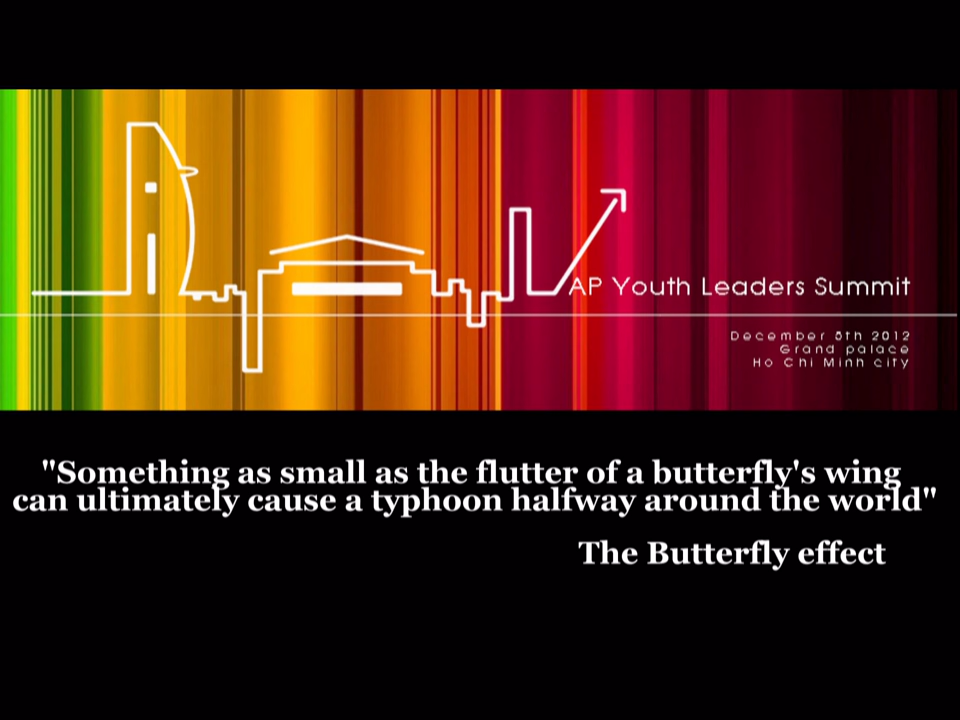 AP Youth Leaders Summit
December 8th 2012
Grand palace
Ho Chi Minh city
"Something as small as the flutter of a butterfly's wing
can ultimately cause a typhoon halfway around the world"
The Butterfly effect